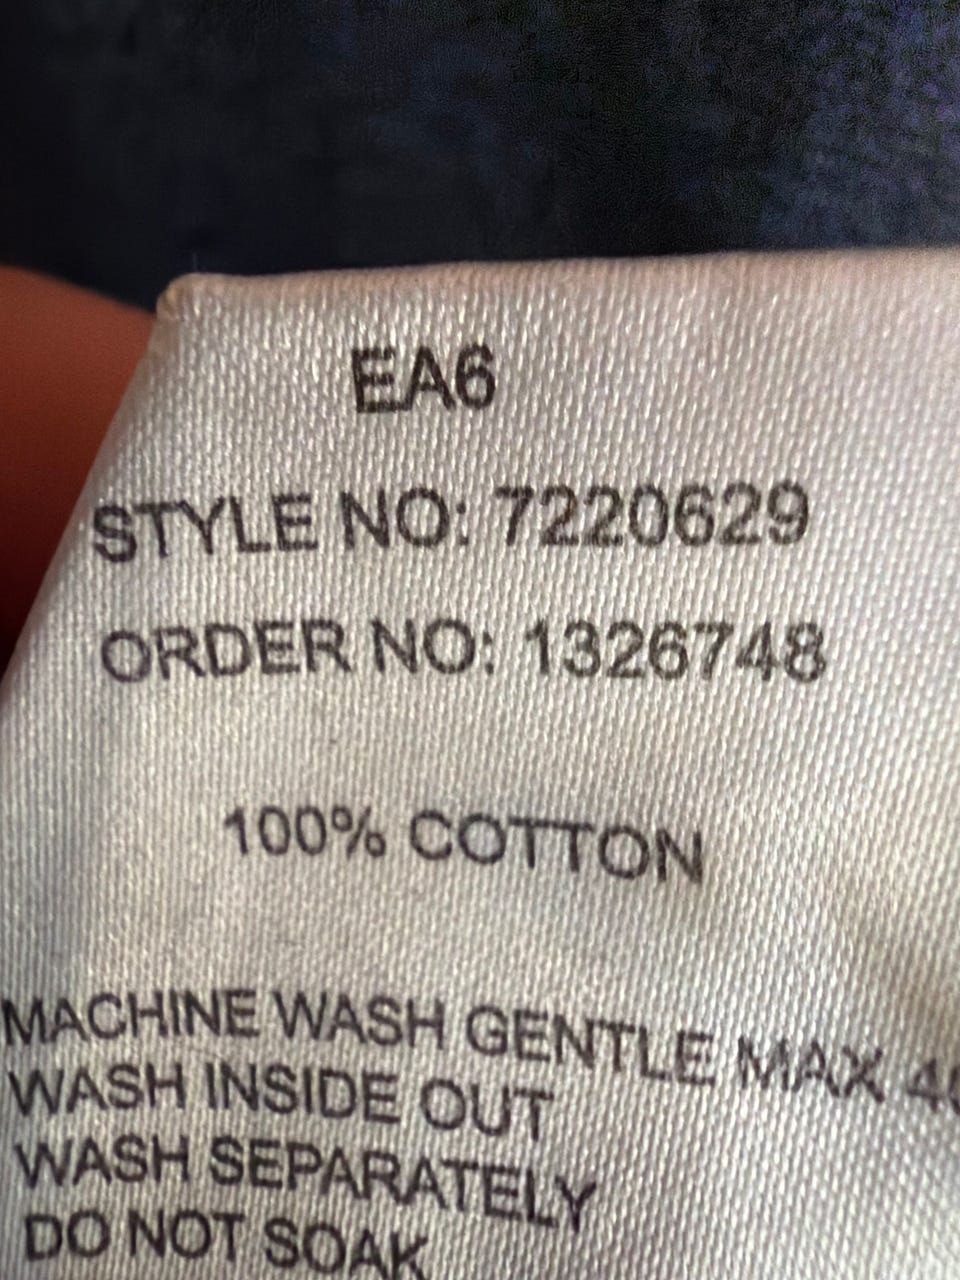 EA6
STYLE NO: 7220629
ORDER NO: 1326748
100% COTTON
MACHINE WASH GENTLE MAX
WASH INSIDE OUT
WASH SEPARATELY
DO NOT SOAK